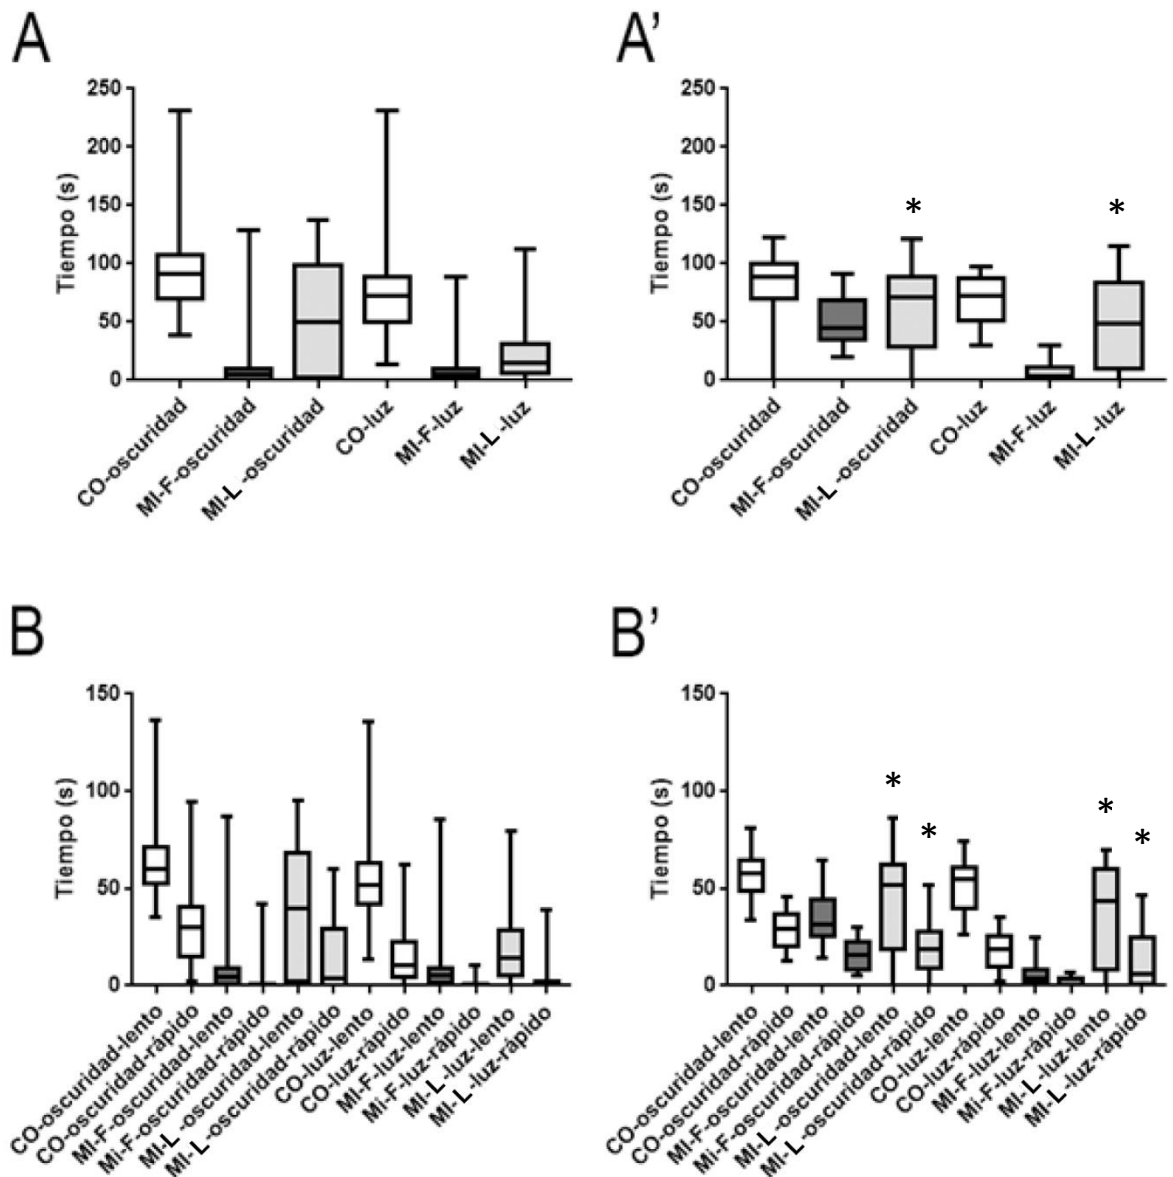 A
Tiempo (s)
250
200
150
100
50
0
CO-oscuridad
MI-F-oscuridad
MI-L -oscuridad
CO-luz
MI-F-luz
MI-L -luz
A’
Tiempo (s)
250
200
150
100
50
0
*
*
CO-oscuridad
MI-F-oscuridad
MI-L -oscuridad
CO-luz
MI-F-luz
MI-L -luz
B
Tiempo (s)
150
100
50
0
CO-oscuridad-lento
CO-oscuridad-rápido
MI-F-oscuridad-lento
Mi-F-oscuridad-rápido
MI-L -oscuridad-lento
MI-L -oscuridad-rápido
CO-luz-lento
CO-luz-rápido
MI-F-luz-lento
Mi-F-luz-rápido
MI-L -luz-lento
MI-L -luz-rápido
B’
Tiempo (s)
150
100
50
0
*
*
*
*
CO-oscuridad-lento
CO-oscuridad-rápido
MI-F-oscuridad-lento
Mi-F-oscuridad-rápido
MI-L -oscuridad-lento
MI-L -oscuridad-rápido
CO-luz-lento
CO-luz-rápido
MI-F-luz-lento
Mi-F-luz-rápido
MI-L -luz-lento
MI-L -luz-rápido